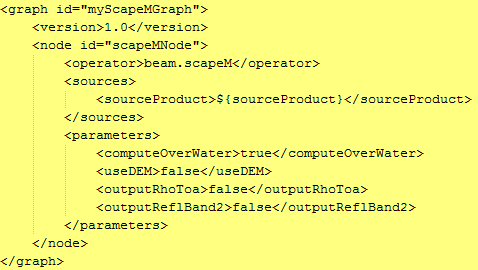 <graph id="myScapeMGraph">
<version>1.0</version>
<node id="scapeMNode">
<operator>beam.scapeM</operator>
<sources>
<sourceProduct>${sourceProduct}</sourceProduct>
</sources>
<parameters>
<computeOverWater>true</computeOverWater>
<useDEM>false</useDEM>
<outputRhoToa>false</outputRhoToa>
<outputReflBand2>false</outputReflBand2>
</parameters>
</node>
</graph>